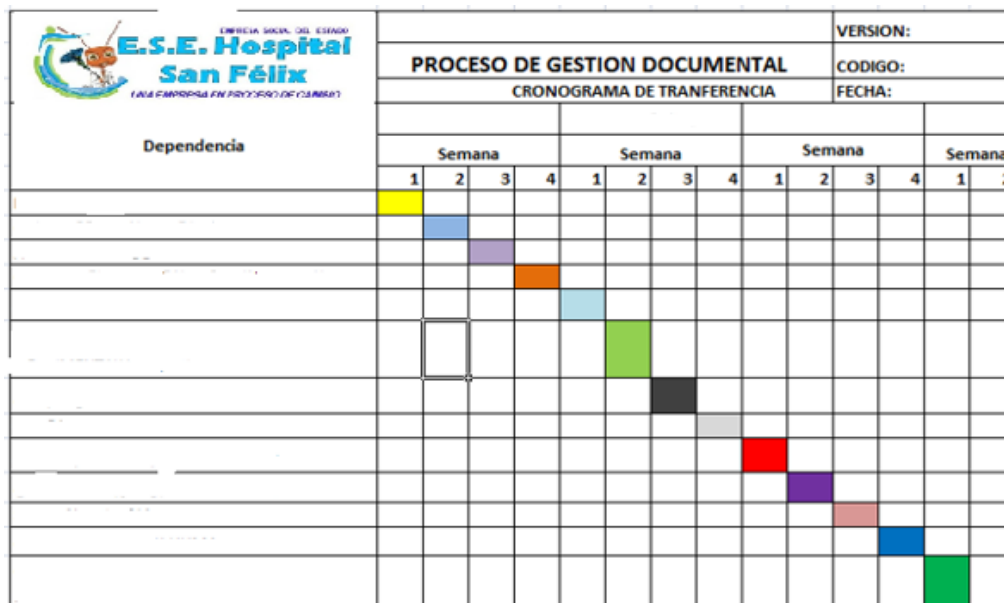 EMPRESA SOCIAL DEL ESTADO
E.S.E. Hospital
San Félix
UNA EMPRESA EN PROCESO DE CAMBIO
VERSION:
PROCESO DE GESTION DOCUMENTAL
CODIGO:
CRONOGRAMA DE TRANFERENCIA
FECHA:
Dependencia
Semana Semana Semana Semana
1 2 3 4 1 2 3 4 1 2 3 4 1